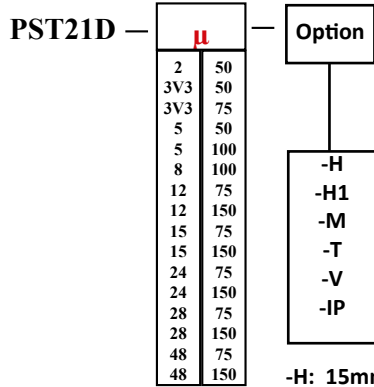 PST21D — μ — Option
2 50
3V3 50
3V3 75
5 50
5 100
8 100
12 75
12 150
15 75
15 150
24 75
24 150
28 75
28 150
48 75
48 150
-H
-H1
-M
-T
-V
-IP
-H: 15mm